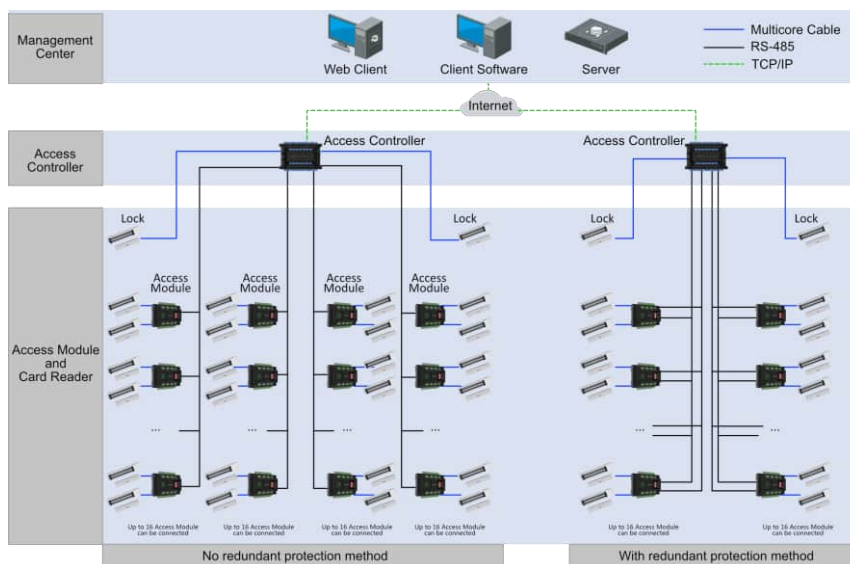 Management
Center
Web Client
Client Software
Server
Multicore Cable
RS-485
TCP/IP
Internet
Access
Controller
Access Controller
Access Controller
Access Module
and
Card Reader
Lock
Lock
Lock
Lock
Access
Module
Access
Module
Access
Module
Access
Module
...
...
...
...
...
...
Up to 16 Access Module
can be connected
Up to 16 Access Module
can be connected
Up to 16 Access Module
can be connected
Up to 16 Access Module
can be connected
Up to 16 Access Module
can be connected
Up to 16 Access Module
can be connected
No redundant protection method
With redundant protection method